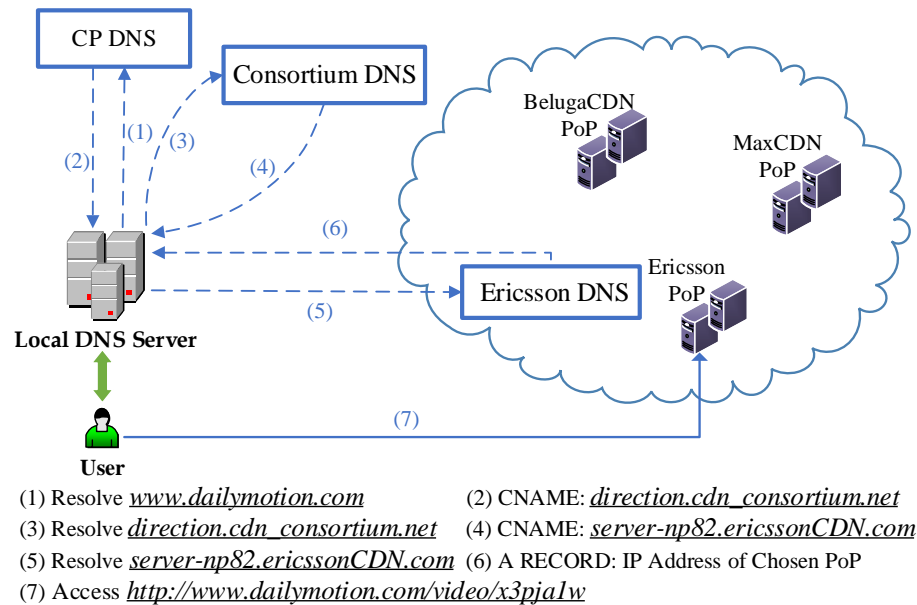 CP DNS
Consortium DNS
(1)
(2)
(3)
(4)
BelugaCDN
PoP
MaxCDN
PoP
(6)
Ericsson
PoP
Ericsson DNS
(5)
Local DNS Server
(7)
User
(1) Resolve www.dailymotion.com
(2) CNAME: direction.cdn_consortium.net
(3) Resolve direction.cdn_consortium.net
(4) CNAME: server-np82.ericssonCDN.com
(5) Resolve server-np82.ericssonCDN.com
(6) A RECORD: IP Address of Chosen PoP
(7) Access http://www.dailymotion.com/video/x3pja1w